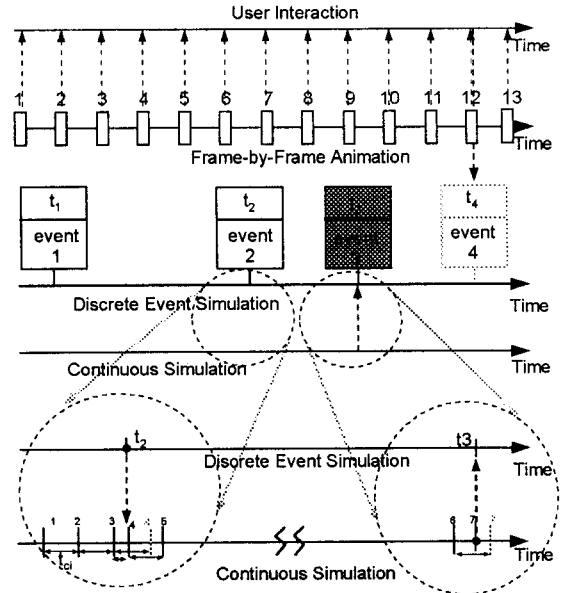 User Interaction
Time
1 2 3 4 5 6 7 8 9 10 11 12 13
Time
Frame-by-Frame Animation
t1 t2 t4
event 1
event 2
event 4
Discrete Event Simulation
Time
Continuous Simulation
Time
t2 t3
Discrete Event Simulation
Time
1 2 3 4 5 6 7
tci
Time
Continuous Simulation